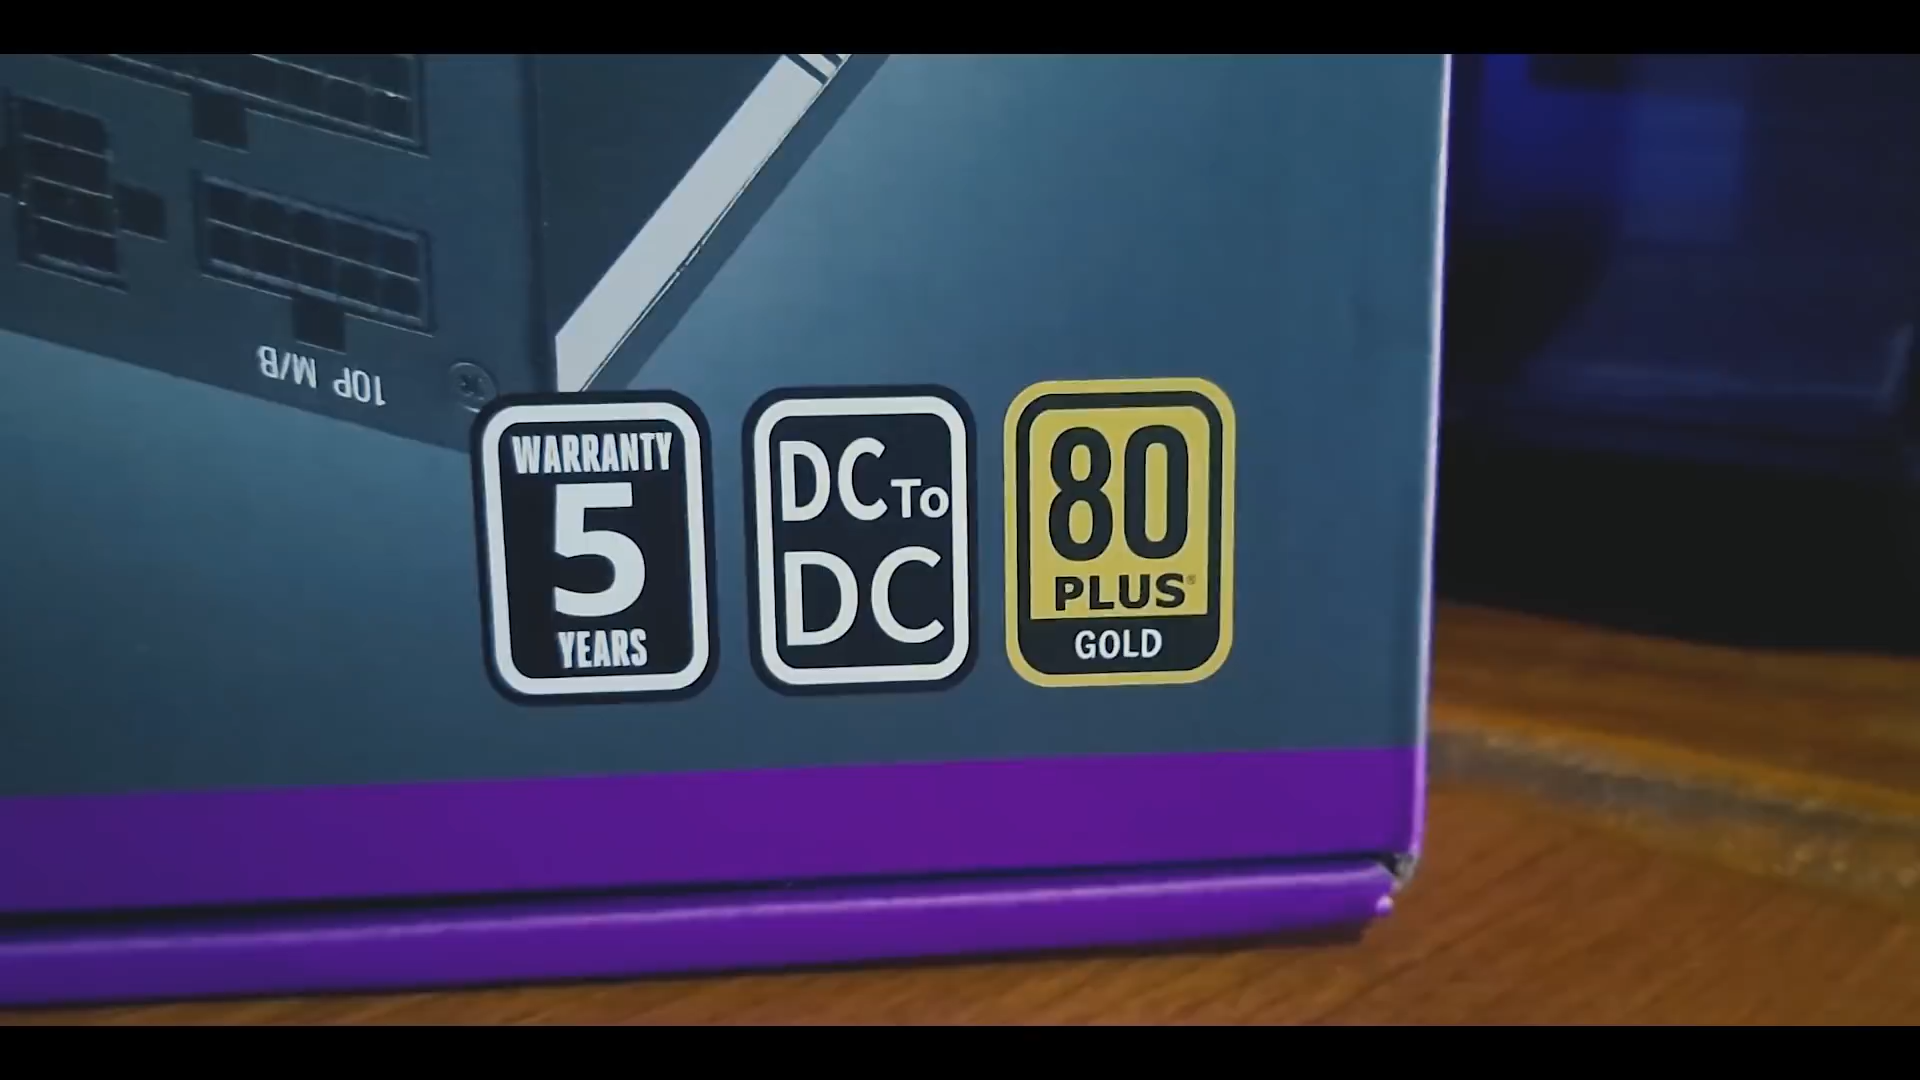 10P M/B
WARRANTY
5
YEARS
DC To
DC
80
PLUS®
GOLD